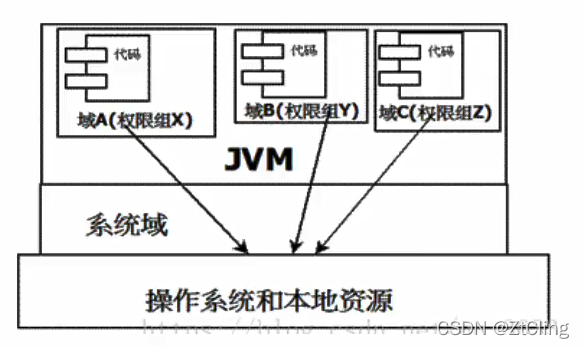 代码 代码 代码
域A(权限组X) 域B(权限组Y) 域C(权限组Z)
JVM
系统域
操作系统和本地资源
CSDN @ZtCling